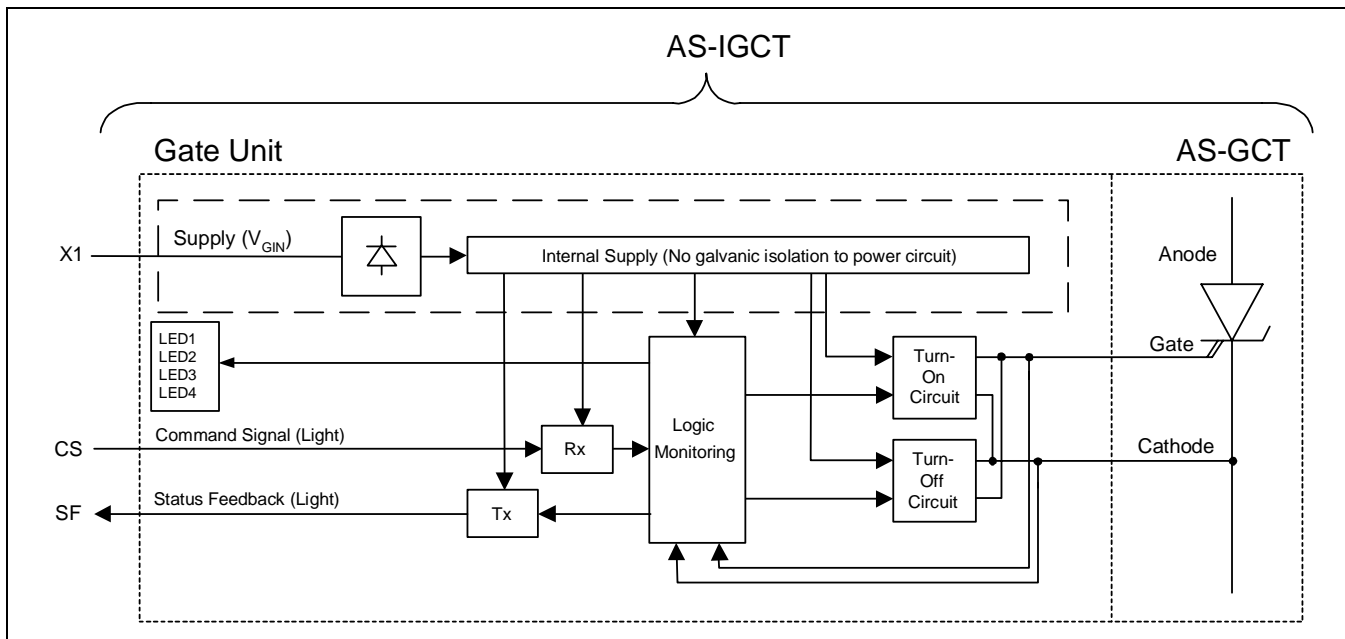 AS-IGCT
Gate Unit
AS-GCT
Supply (V_GIN)
X1
Internal Supply (No galvanic isolation to power circuit)
Anode
LED1
LED2
LED3
LED4
Gate
Turn-
On
Circuit
Logic
Monitoring
CS
Command Signal (Light)
Rx
Turn-
Off
Circuit
Cathode
SF
Status Feedback (Light)
Tx